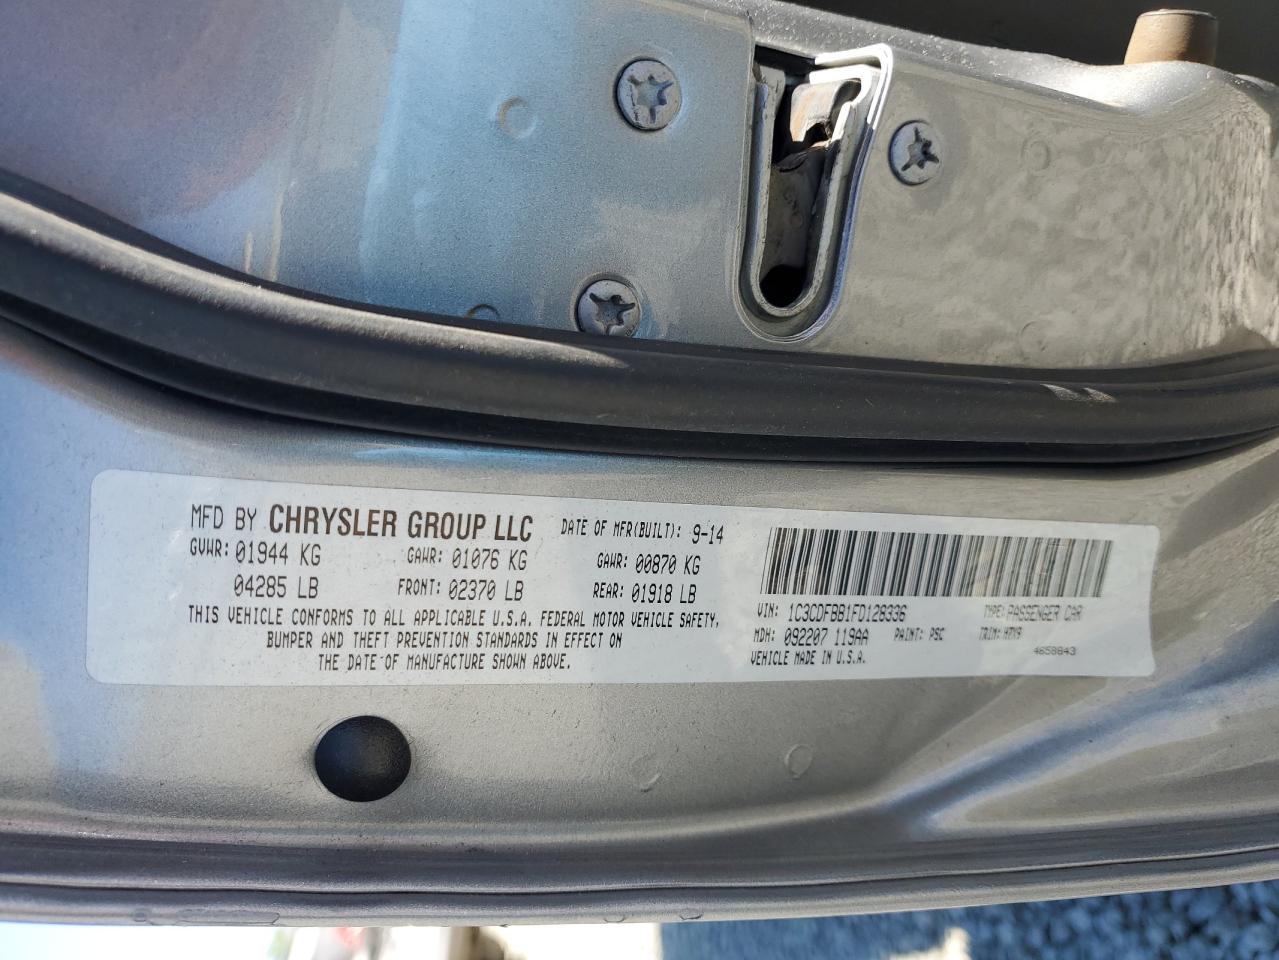 MFD BY CHRYSLER GROUP LLC DATE OF MFR(BUILT): 9-14
GVWR: 01944 KG GAWR: 01076 KG GAWR: 00870 KG
04285 LB FRONT: 02370 LB REAR: 01918 LB
THIS VEHICLE CONFORMS TO ALL APPLICABLE U.S.A. FEDERAL MOTOR VEHICLE SAFETY,
BUMPER AND THEFT PREVENTION STANDARDS IN EFFECT ON
THE DATE OF MANUFACTURE SHOWN ABOVE.
VIN: 1C3CDFBB1FD128336 TYPE: PASSENGER CAR
MDH: 092207 119AA PAINT: PSC TRIM: H7X9
VEHICLE MADE IN U.S.A. 4658843